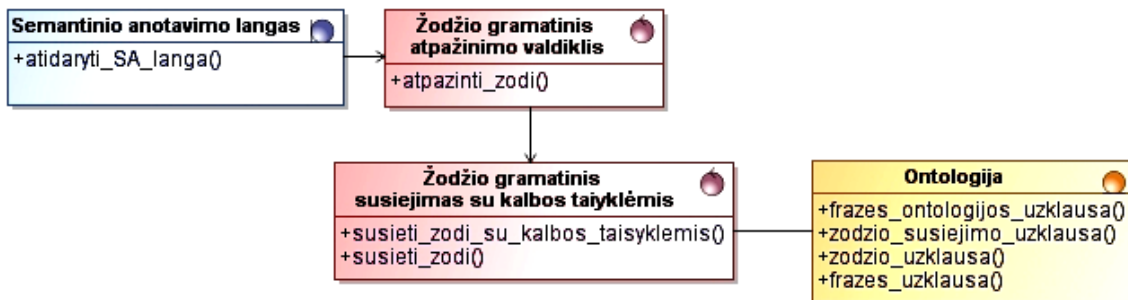 Semantinio anotavimo langas
+atidaryti_SA_langa()
Žodžio gramatinis
atpažinimo valdiklis
+atpazinti_zodi()
Žodžio gramatinis
susiejimas su kalbos taiyklėmis
+susieti_zodi_su_kalbos_taisyklemis()
+susieti_zodi()
Ontologija
+frazes_ontologijos_uzklausa()
+zodzio_susiejimo_uzklausa()
+zodzio_uzklausa()
+frazes_uzklausa()